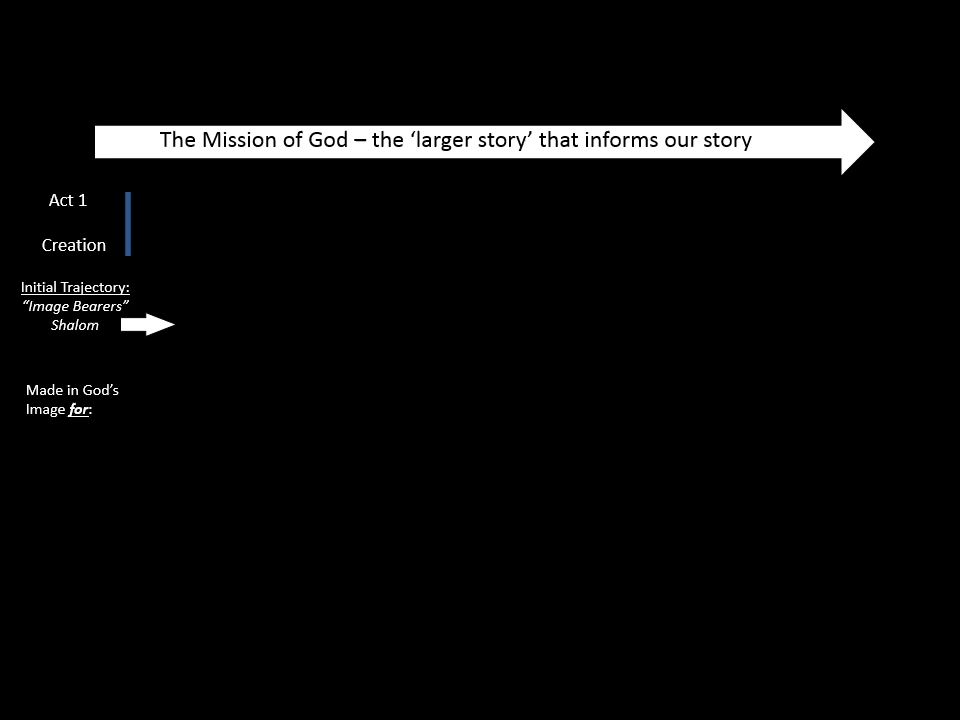 The Mission of God – the ‘larger story’ that informs our story
Act 1
Creation
Initial Trajectory:
“Image Bearers”
Shalom
Made in God’s
Image for: